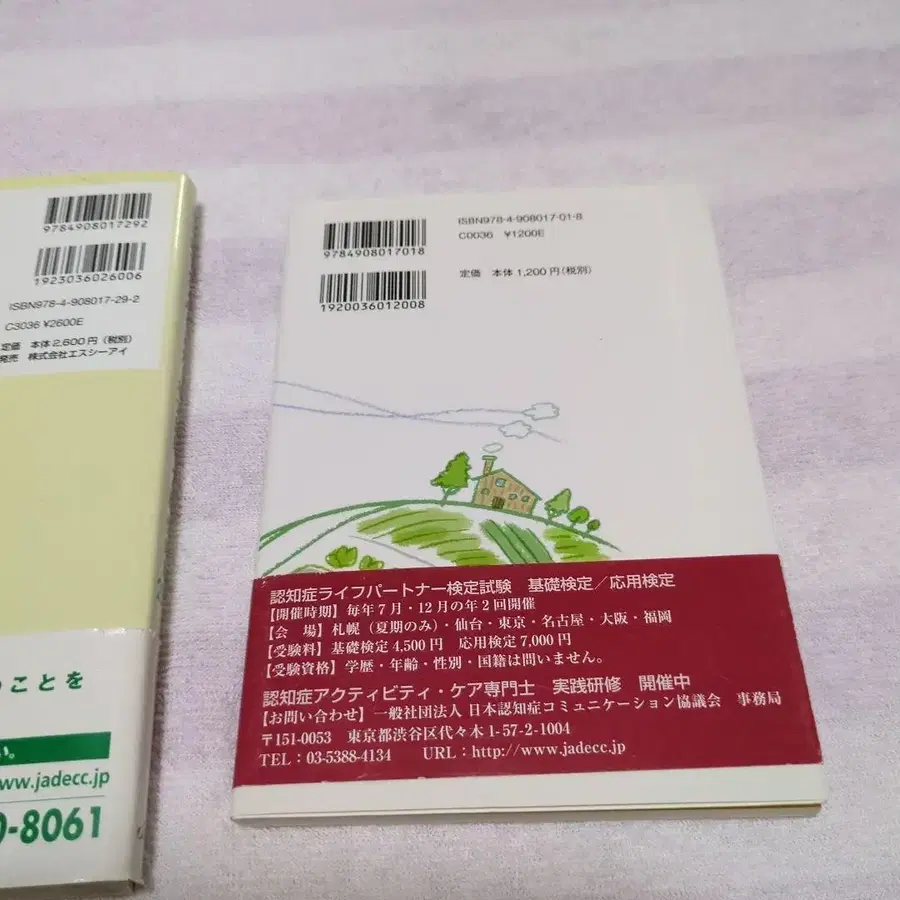 9784908017292
1923036026006
ISBN978-4-908017-29-2
C3036 ¥2600E
定価 本体2,600円(税別)
発売 株式会社エスシーアイ
のことを
い。
www.jadecc.jp
0-8061
9784908017018
1920036012008
ISBN978-4-908017-01-8
C0036 ¥1200E
定価 本体1,200円(税別)
認知症ライフパートナー検定試験 基礎検定/応用検定
【開催時期】毎年7月・12月の年2回開催
【会 場】札幌(夏期のみ)・仙台・東京・名古屋・大阪・福岡
【受験料】基礎検定4,500円 応用検定7,000円
【受験資格】学歴・年齢・性別・国籍は問いません。
認知症アクティビティ・ケア専門士 実践研修 開催中
【お問い合わせ】一般社団法人 日本認知症コミュニケーション協議会 事務局
〒151-0053 東京都渋谷区代々木1-57-2-1004
TEL：03-5388-4134 URL：http://www.jadecc.jp